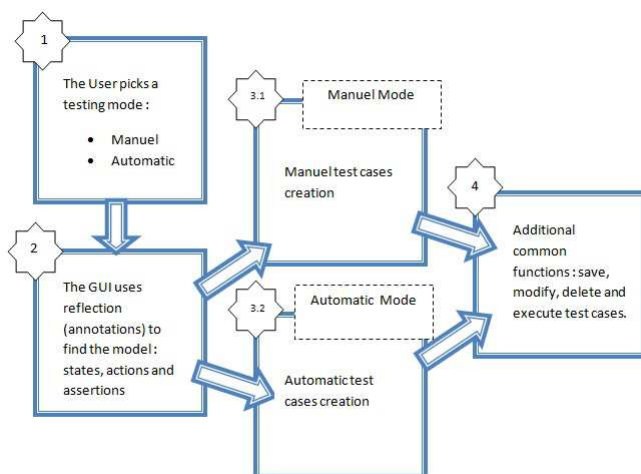 1
The User picks a
testing mode :
• Manuel
• Automatic
2
The GUI uses
reflection
(annotations) to
find the model :
states, actions and
assertions
3.1
Manuel Mode
Manuel test cases
creation
3.2
Automatic Mode
Automatic test
cases creation
4
Additional
common
functions : save,
modify, delete and
execute test cases.